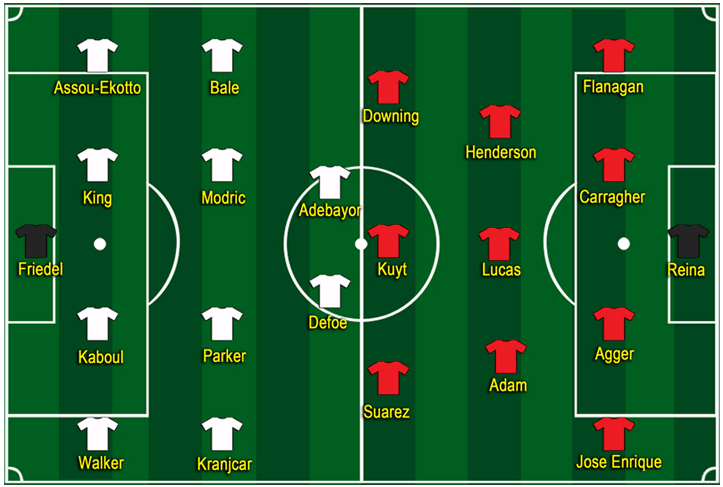 Assou-Ekotto
Bale
Downing
Flanagan
Henderson
King
Modric
Adebayor
Carragher
Friedel
Kuyt
Lucas
Reina
Defoe
Kaboul
Parker
Agger
Adam
Suarez
Walker
Kranjcar
Jose Enrique